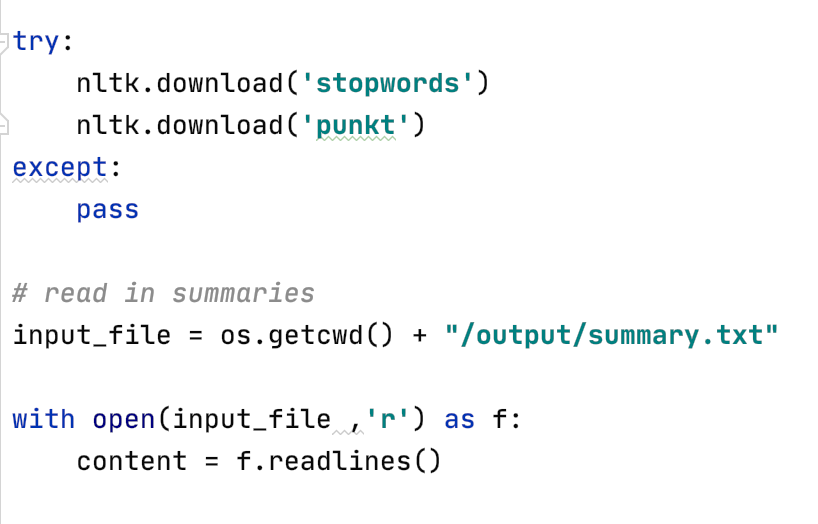 try:
    nltk.download('stopwords')
    nltk.download('punkt')
except:
    pass

# read in summaries
input_file = os.getcwd() + "/output/summary.txt"

with open(input_file ,'r') as f:
    content = f.readlines()